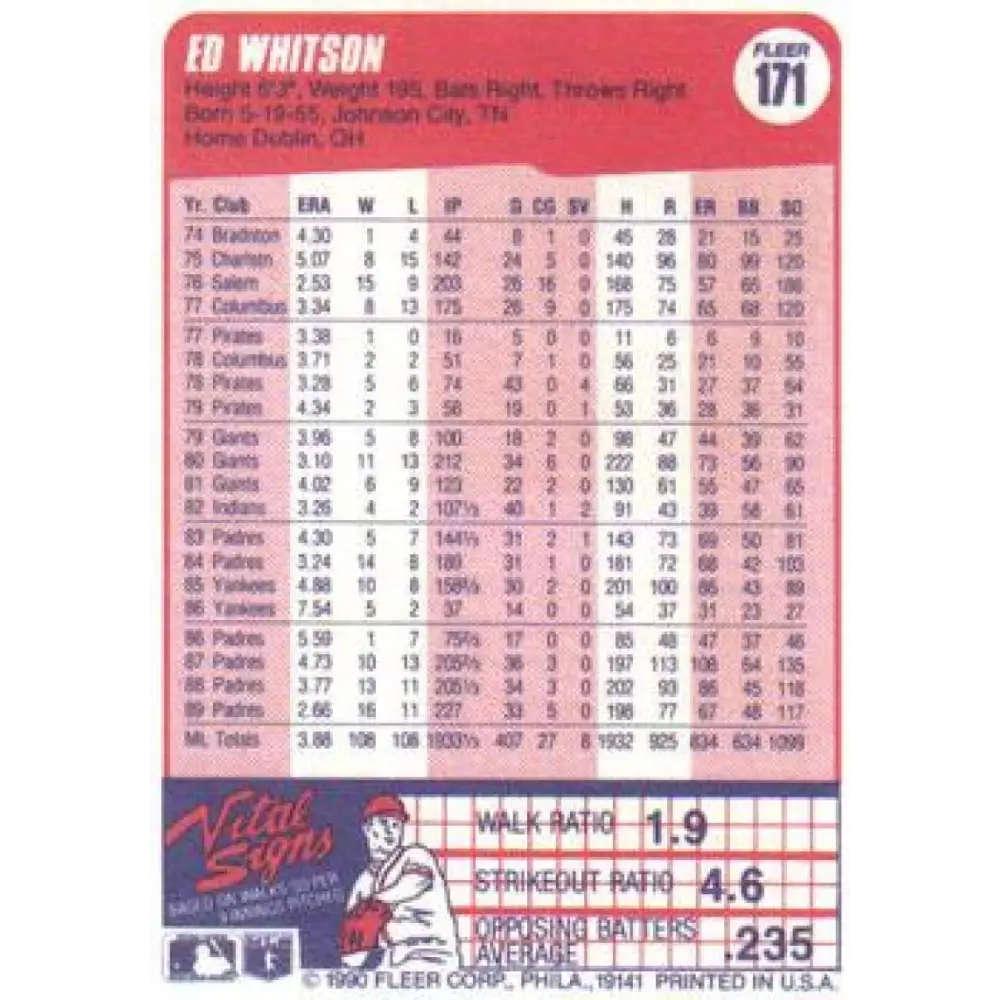 ED WHITSON
FLEER
171
Height 6'3", Weight 195, Bats Right, Throws Right
Born 5-19-55, Johnson City, TN
Home Dublin, OH
Yr. Club ERA W L IP G CG SV H R ER BB SO
74 Bradnton 4.30 1 4 44 8 1 0 45 28 21 15 25
75 Charlstn 5.07 8 15 142 24 5 0 140 96 80 99 120
76 Salem 2.53 15 9 203 26 16 0 168 75 57 65 186
77 Columbus 3.34 8 13 175 26 9 0 175 74 65 68 120
77 Pirates 3.38 1 0 16 5 0 0 11 6 6 9 10
78 Columbus 3.71 2 2 51 7 1 0 56 25 21 10 55
78 Pirates 3.28 5 6 74 43 0 4 66 31 27 37 64
79 Pirates 4.34 2 3 58 19 0 1 53 36 28 36 31
79 Giants 3.96 5 8 100 18 2 0 98 47 44 39 62
80 Giants 3.10 11 13 212 34 6 0 222 88 73 56 90
81 Giants 4.02 6 9 123 22 2 0 130 61 55 47 65
82 Indians 3.26 4 2 107⅓ 40 1 2 91 43 39 58 61
83 Padres 4.30 5 7 144⅓ 31 2 1 143 73 69 50 81
84 Padres 3.24 14 8 189 31 1 0 181 72 68 42 103
85 Yankees 4.88 10 8 158⅔ 30 2 0 201 100 86 43 89
86 Yankees 7.54 5 2 37 14 0 0 54 37 31 23 27
86 Padres 5.59 1 7 75⅔ 17 0 0 85 48 47 37 46
87 Padres 4.73 10 13 205⅔ 36 3 0 197 113 108 64 135
88 Padres 3.77 13 11 205⅓ 34 3 0 202 93 86 45 118
89 Padres 2.66 16 11 227 33 5 0 198 77 67 48 117
ML Totals 3.88 108 106 1933⅓ 407 27 8 1932 925 834 634 1099
Vital
Signs
BASED ON WALKS/SO PER
9 INNINGS PITCHED
WALK RATIO 1.9
STRIKEOUT RATIO 4.6
OPPOSING BATTERS
AVERAGE .235
© 1990 FLEER CORP., PHILA., 19141 PRINTED IN U.S.A.